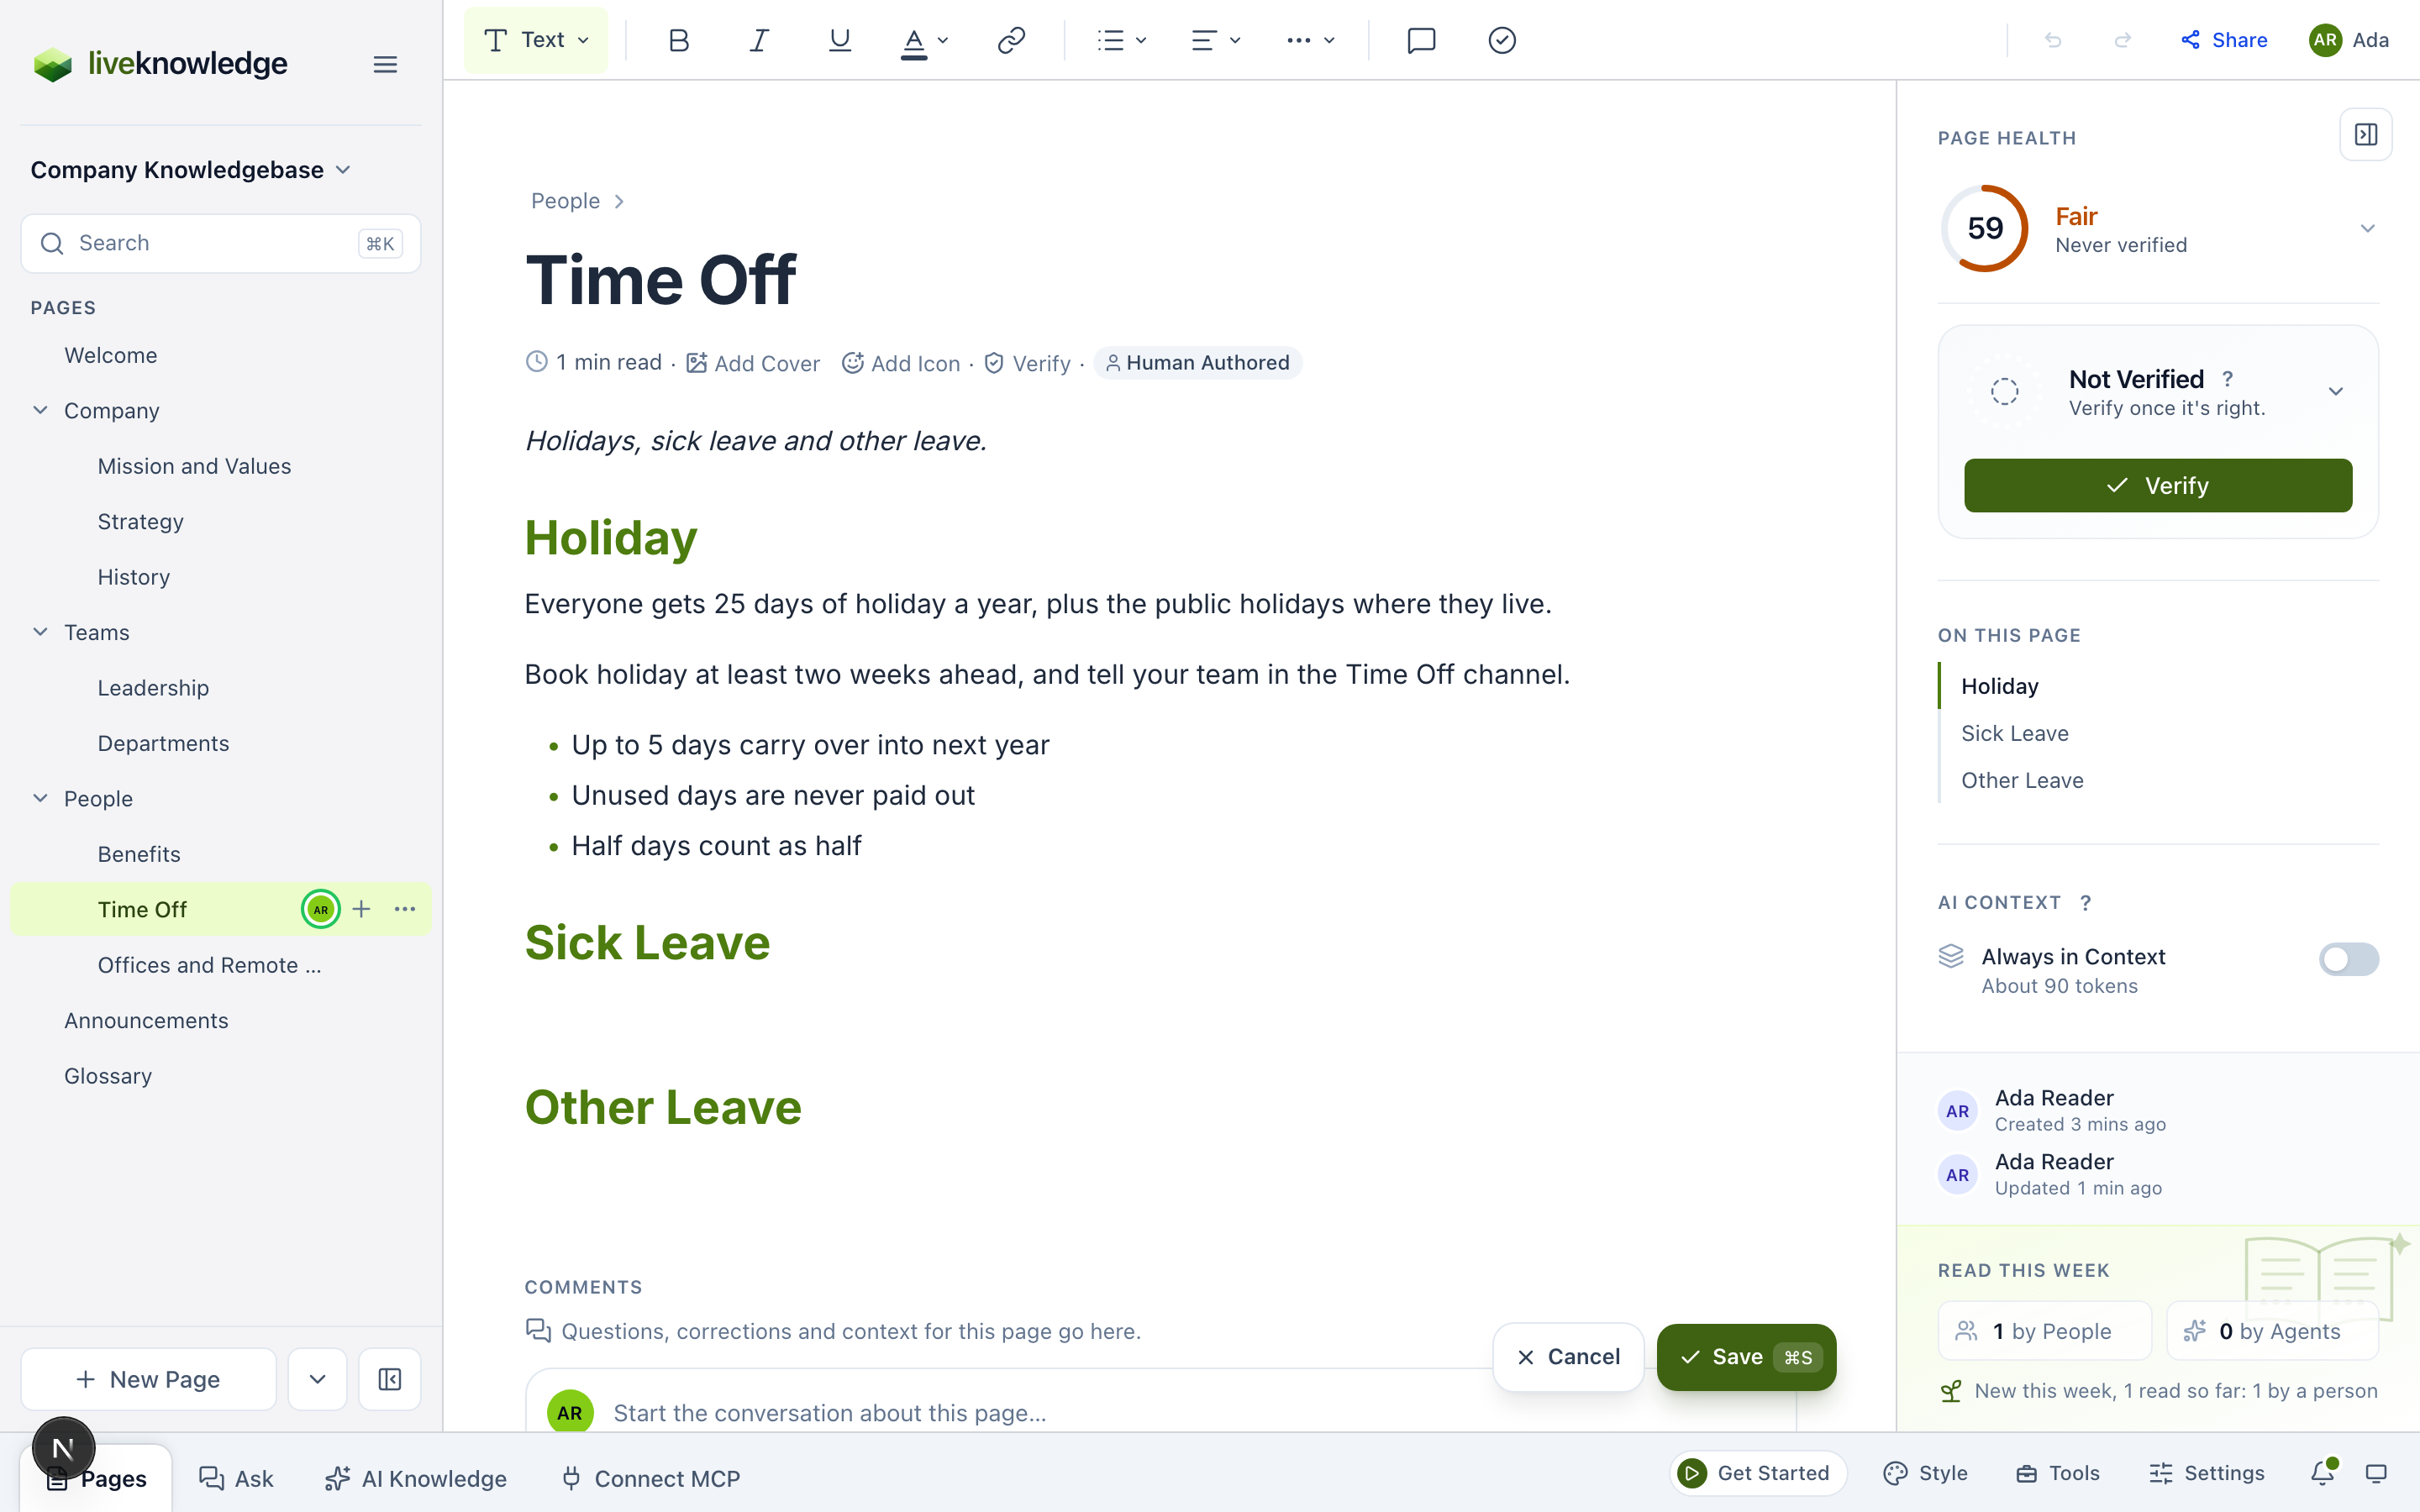 liveknowledge
Company Knowledgebase
Search
⌘K
PAGES
Welcome
Company
Mission and Values
Strategy
History
Teams
Leadership
Departments
People
Benefits
Time Off
AR
Offices and Remote ...
Announcements
Glossary
New Page
Text
B
I
U
A
Share
AR
Ada
People
Time Off
1 min read · Add Cover Add Icon · Verify · Human Authored
Holidays, sick leave and other leave.
Holiday
Everyone gets 25 days of holiday a year, plus the public holidays where they live.
Book holiday at least two weeks ahead, and tell your team in the Time Off channel.
• Up to 5 days carry over into next year
• Unused days are never paid out
• Half days count as half
Sick Leave
Other Leave
COMMENTS
Questions, corrections and context for this page go here.
AR
Start the conversation about this page...
Cancel
Save ⌘S
PAGE HEALTH
59
Fair
Never verified
Not Verified ?
Verify once it's right.
Verify
ON THIS PAGE
Holiday
Sick Leave
Other Leave
AI CONTEXT ?
Always in Context
About 90 tokens
AR
Ada Reader
Created 3 mins ago
AR
Ada Reader
Updated 1 min ago
READ THIS WEEK
1 by People
0 by Agents
New this week, 1 read so far: 1 by a person
N
Pages
Ask
AI Knowledge
Connect MCP
Get Started
Style
Tools
Settings